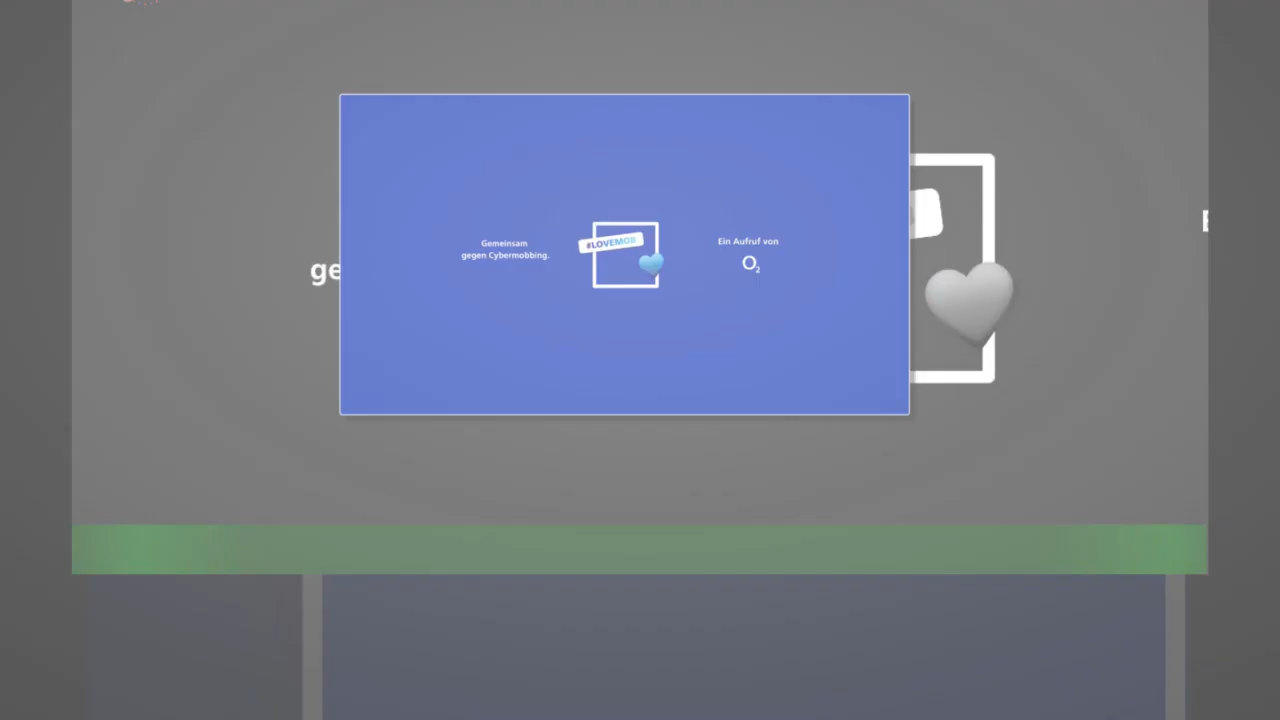 Gemeinsam
gegen Cybermobbing.
#LOVEMOB
Ein Aufruf von
O2
ge